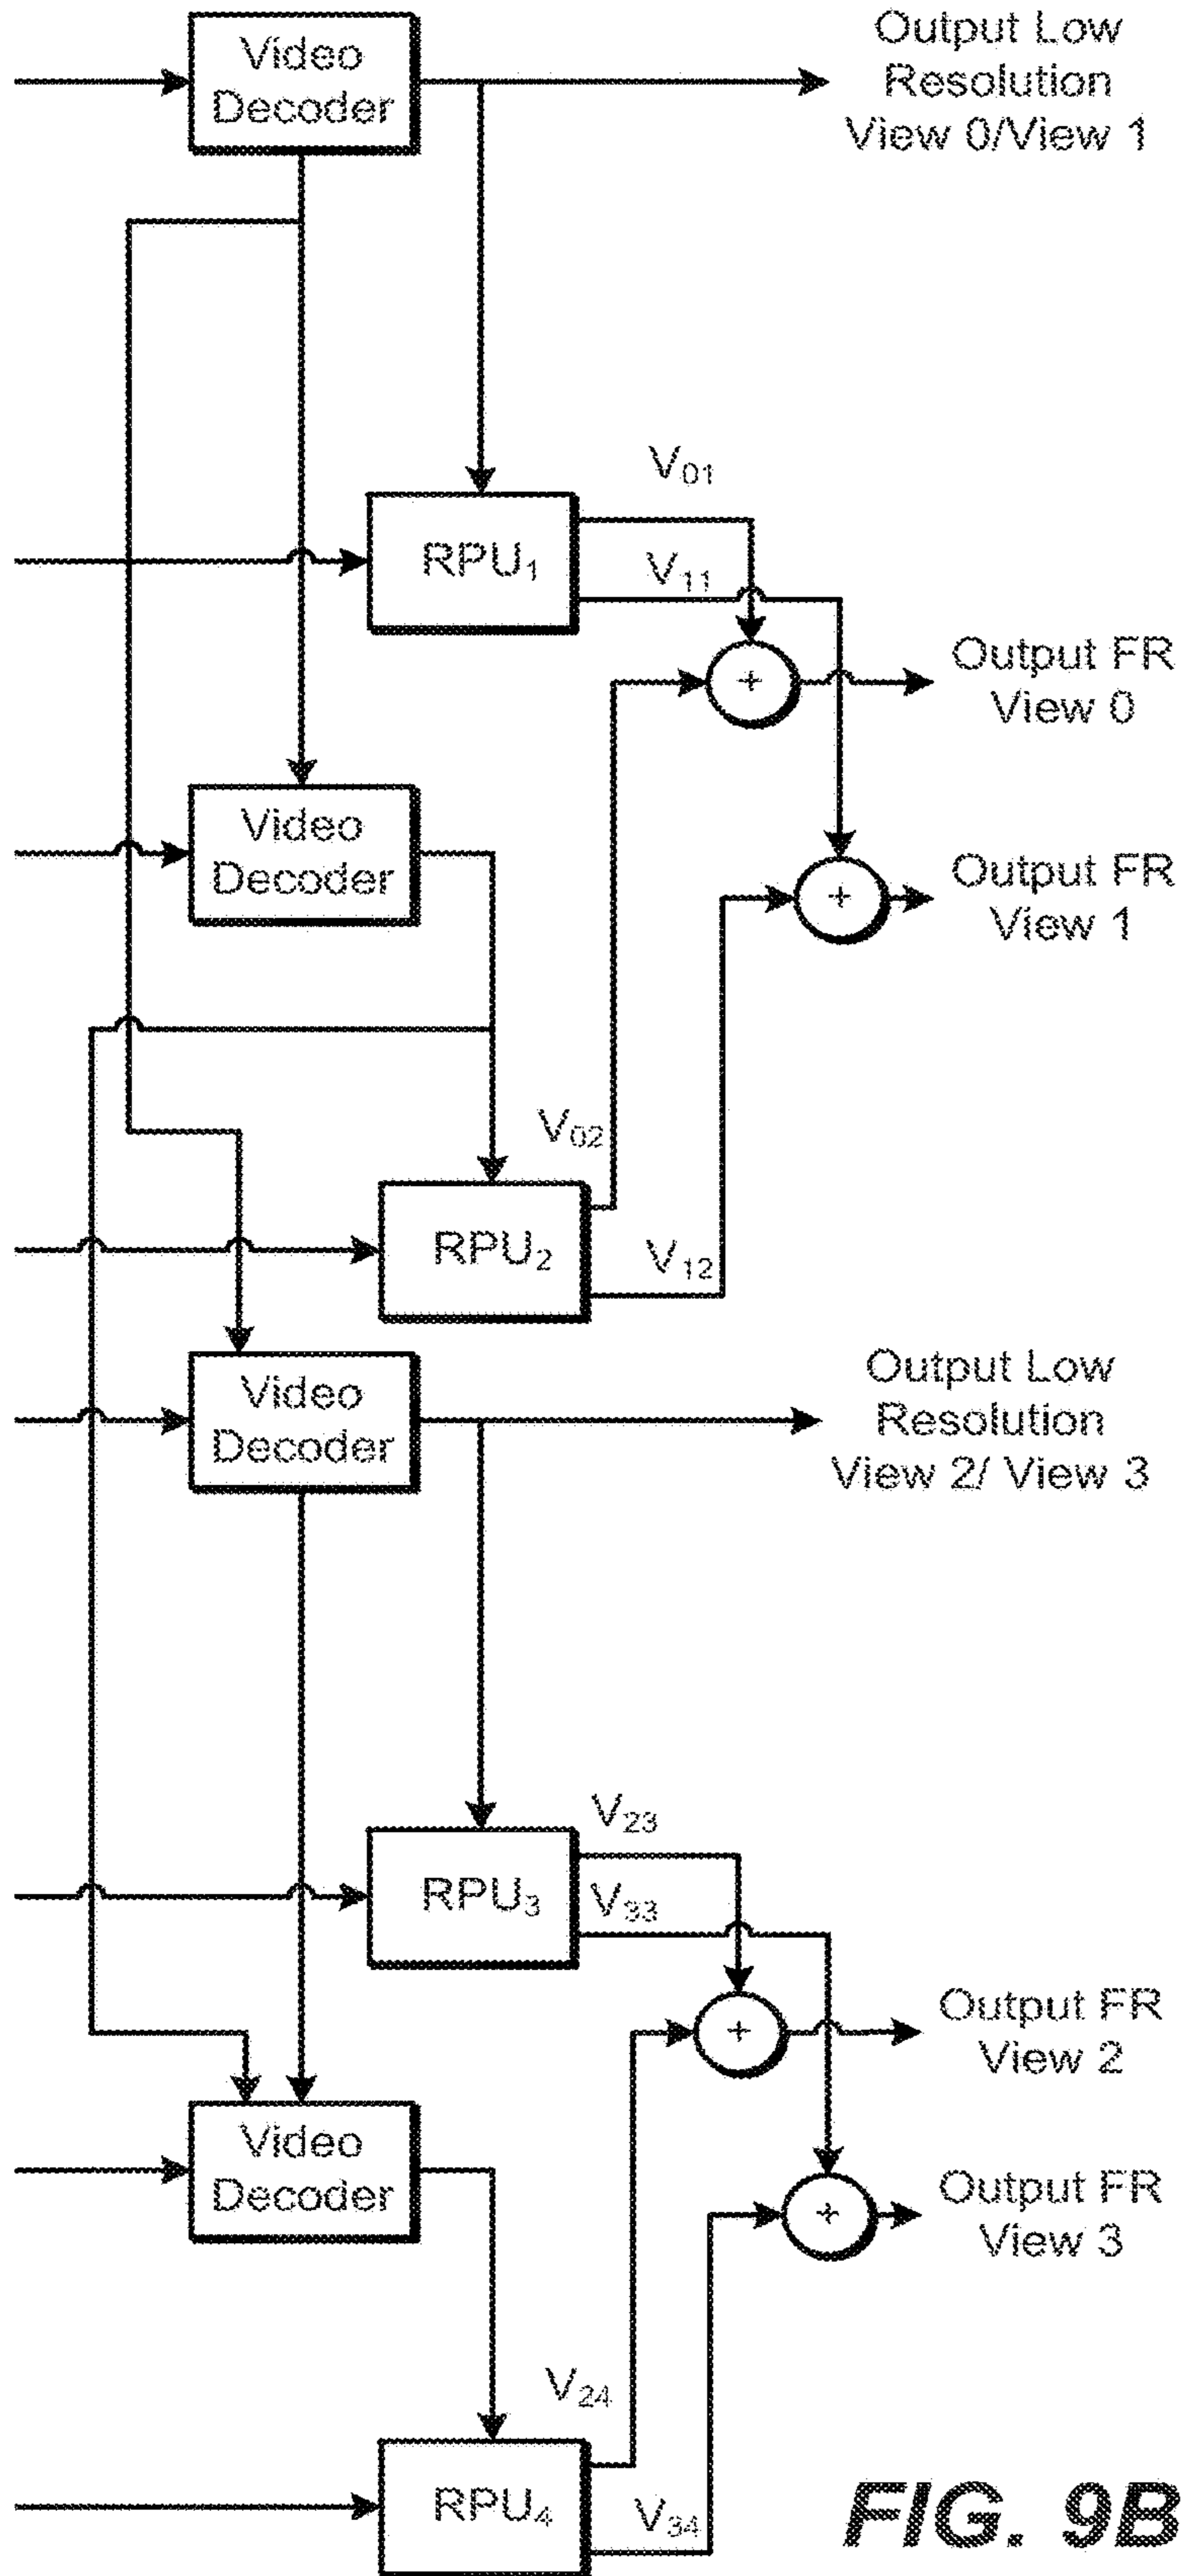 Video
Decoder
Output Low
Resolution
View 0/View 1
V₀₁
RPU₁
V₁₁
+
Output FR
View 0
Video
Decoder
+
Output FR
View 1
V₀₂
RPU₂
V₁₂
Video
Decoder
Output Low
Resolution
View 2/ View 3
V₂₃
RPU₃
V₃₃
+
Output FR
View 2
Video
Decoder
+
Output FR
View 3
V₂₄
RPU₄
V₃₄
FIG. 9B